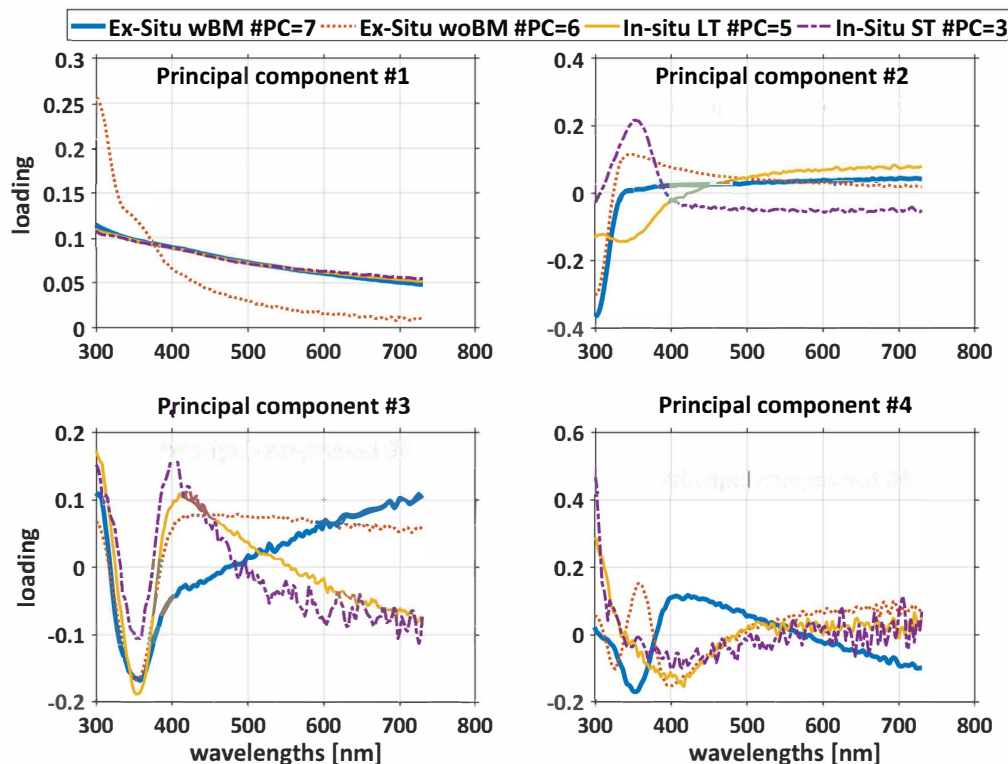 Ex-Situ wBM #PC=7 Ex-Situ woBM #PC=6 In-situ LT #PC=5 In-Situ ST #PC=3
Principal component #1
Principal component #2
0.3
0.25
0.2
0.15
0.1
0.05
0
loading
300 400 500 600 700 800
0.4
0.2
0
-0.2
-0.4
300 400 500 600 700 800
Principal component #3
Principal component #4
0.2
0.1
0
-0.1
-0.2
loading
300 400 500 600 700 800
wavelengths [nm]
0.6
0.4
0.2
0
-0.2
300 400 500 600 700 800
wavelengths [nm]